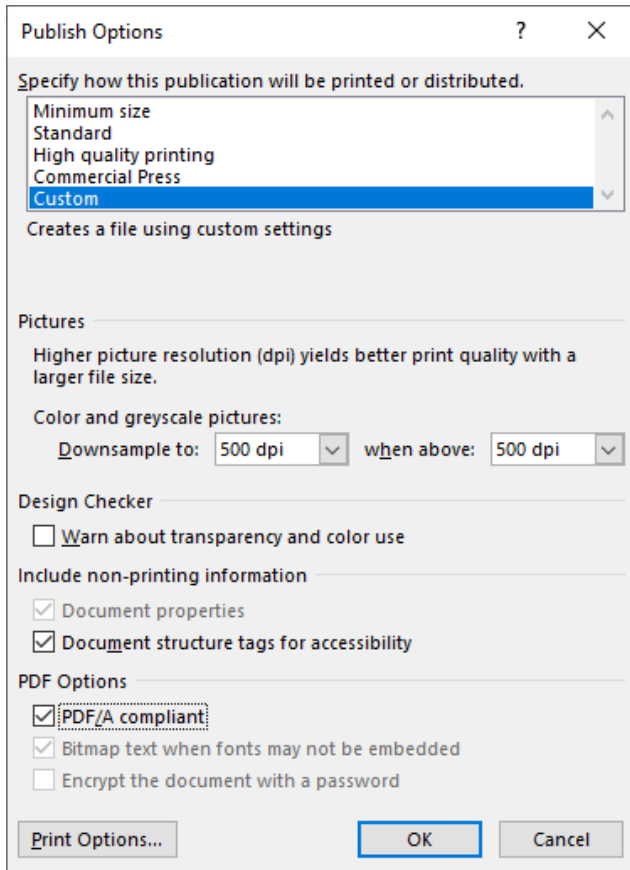 Publish Options
?
Specify how this publication will be printed or distributed.
Minimum size
Standard
High quality printing
Commercial Press
Custom
Creates a file using custom settings
Pictures
Higher picture resolution (dpi) yields better print quality with a
larger file size.
Color and greyscale pictures:
Downsample to: 500 dpi when above: 500 dpi
Design Checker
Warn about transparency and color use
Include non-printing information
Document properties
Document structure tags for accessibility
PDF Options
PDF/A compliant
Bitmap text when fonts may not be embedded
Encrypt the document with a password
Print Options... OK Cancel